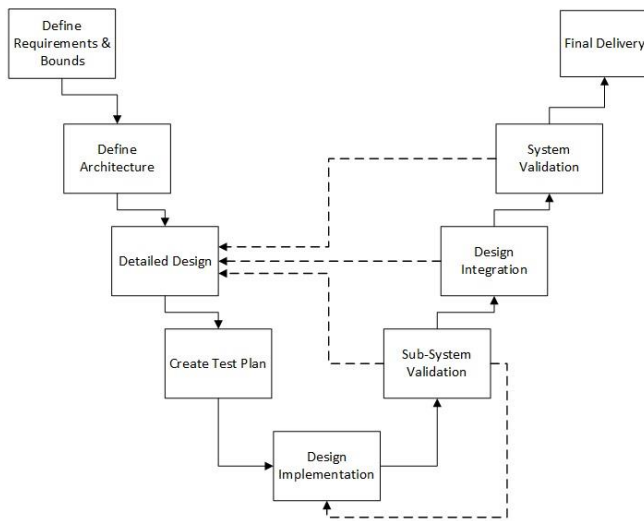 Define
Requirements &
Bounds
Final Delivery
Define
Architecture
System
Validation
Detailed Design
Design
Integration
Create Test Plan
Sub-System
Validation
Design
Implementation